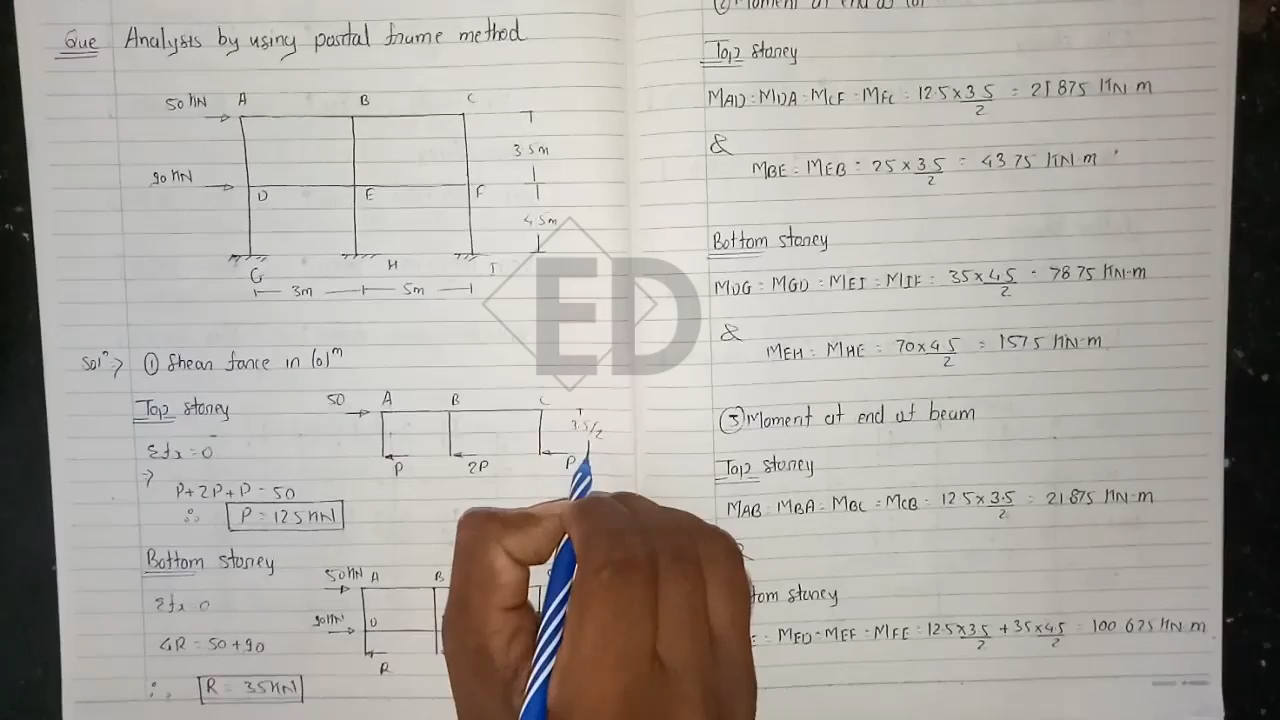 Que Analysis by using portal frame method
50 KN A B C
3.5m
90 KN D E F
4.5m
G H I
3m 5m
ED
Solⁿ⇒ ① Shear force in colᵐ
Top storey
50 A B C
3.5/2
Σfx = 0
P 2P P
⇒ P+2P+P = 50
∴ P = 12.5 KN
Bottom storey
50 KN A B
Σfx 0
90 KN D
4R = 50+90
R
∴ R = 35 KN
Top storey
MAD = MDA = MCF = MFC = 12.5 x 3.5/2 = 21.875 KN m
&
MBE = MEB = 25 x 3.5/2 = 43.75 KN m
Bottom storey
MDG = MGD = MFI = MIF = 35 x 4.5/2 = 78.75 KN-m
&
MEH = MHE = 70 x 4.5/2 = 157.5 KN-m
③ Moment at end of beam
Top storey
MAB = MBA = MBC = MCB = 12.5 x 3.5/2 = 21.875 KN-m
tom storey
= MED = MEF = MFE = 12.5 x 3.5/2 + 35 x 4.5/2 = 100.625 KN m